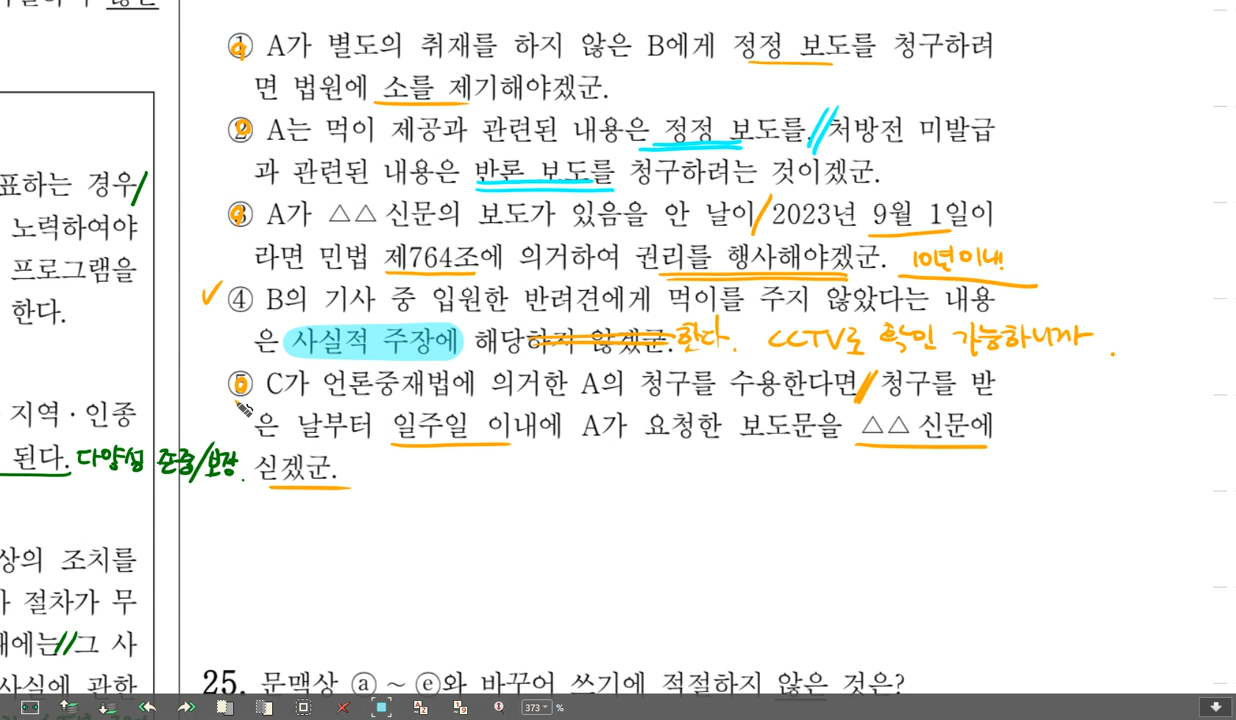 ① A가 별도의 취재를 하지 않은 B에게 정정 보도를 청구하려
면 법원에 소를 제기해야겠군.
② A는 먹이 제공과 관련된 내용은 정정 보도를, 처방전 미발급
과 관련된 내용은 반론 보도를 청구하려는 것이겠군.
③ A가 △△신문의 보도가 있음을 안 날이 2023년 9월 1일이
라면 민법 제764조에 의거하여 권리를 행사해야겠군. 10년 이내.
④ B의 기사 중 입원한 반려견에게 먹이를 주지 않았다는 내용
은 사실적 주장에 해당하지 않겠군. 한다. CCTV로 확인 가능하니까.
⑤ C가 언론중재법에 의거한 A의 청구를 수용한다면 청구를 받
은 날부터 일주일 이내에 A가 요청한 보도문을 △△신문에
싣겠군.
25. 문맥상 ⓐ~ⓔ와 바꾸어 쓰기에 적절하지 않은 것은?
표하는 경우
노력하여야
프로그램을
한다.
지역·인종
된다. 다양성 존중/보장.
상의 조치를
절차가 무
그 사
사실에 관한
373 %